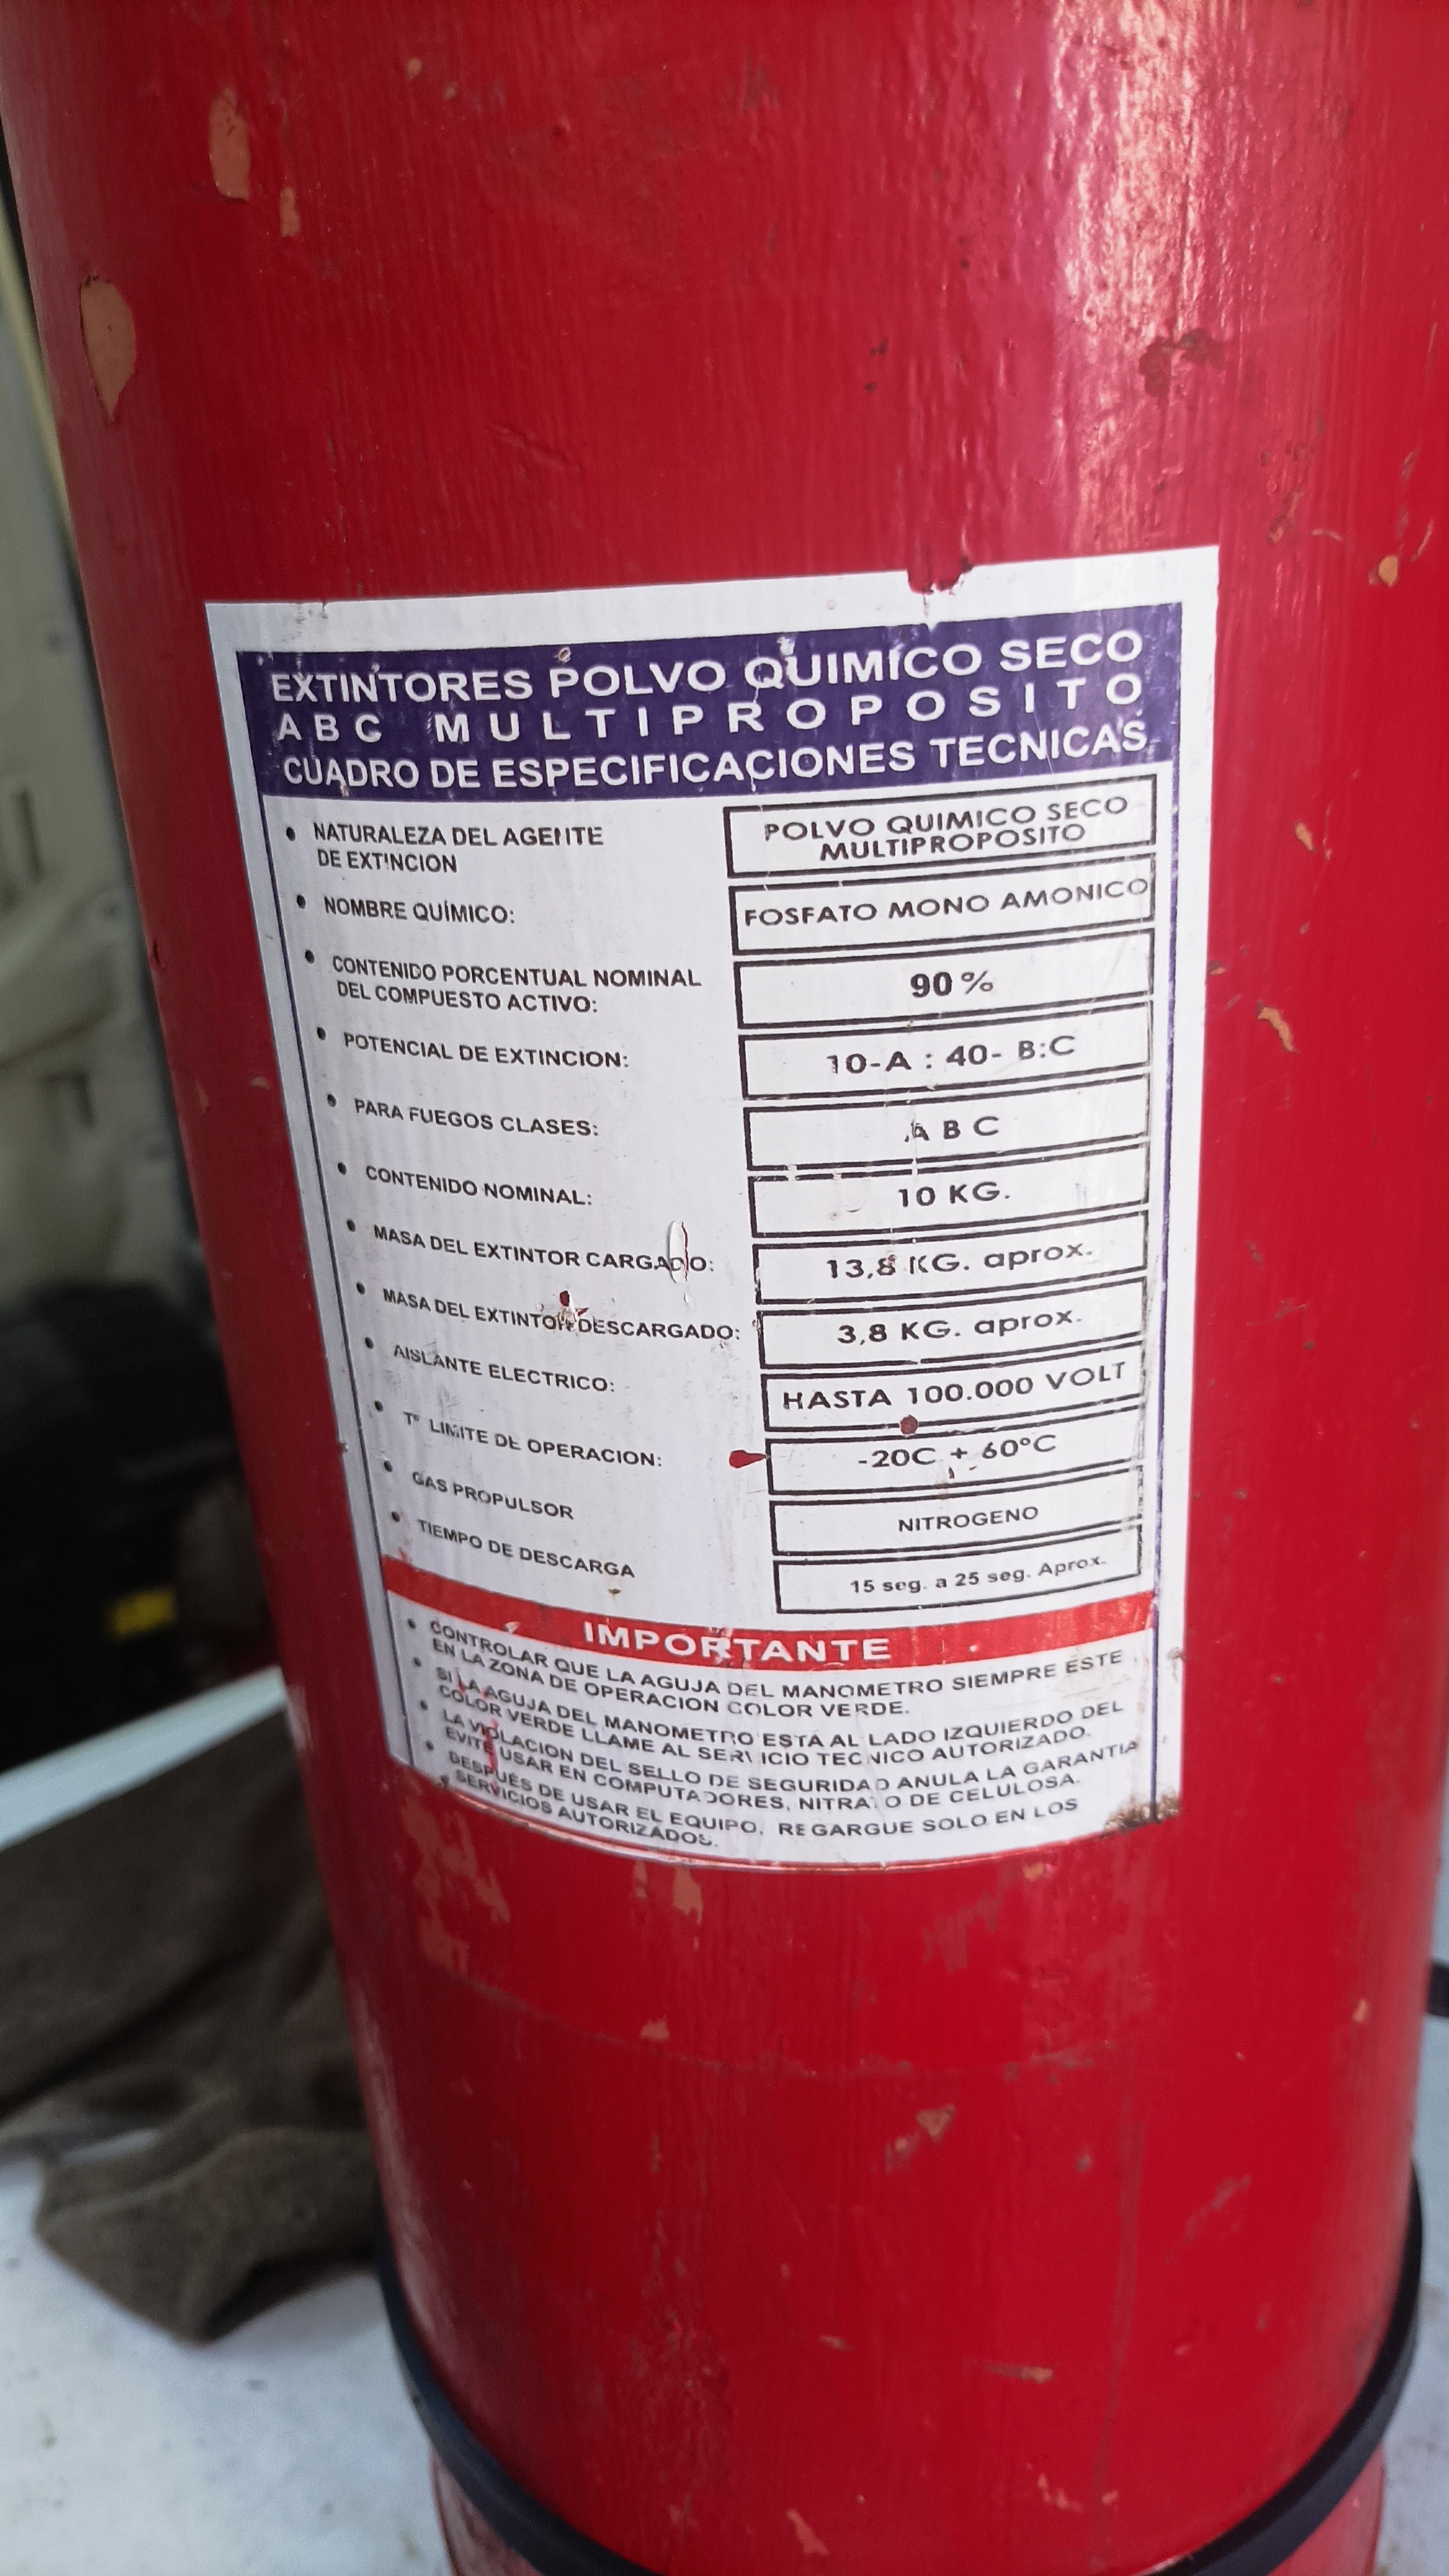 EXTINTORES POLVO QUIMICO SECO
ABC MULTIPROPOSITO
CUADRO DE ESPECIFICACIONES TECNICAS
• NATURALEZA DEL AGENTE
DE EXTINCION
POLVO QUIMICO SECO
MULTIPROPOSITO
• NOMBRE QUÍMICO:
FOSFATO MONO AMONICO
• CONTENIDO PORCENTUAL NOMINAL
DEL COMPUESTO ACTIVO:
90%
• POTENCIAL DE EXTINCION:
10-A : 40- B:C
• PARA FUEGOS CLASES:
A B C
• CONTENIDO NOMINAL:
10 KG.
• MASA DEL EXTINTOR CARGADO:
13,8 KG. aprox.
• MASA DEL EXTINTOR DESCARGADO:
3,8 KG. aprox.
• AISLANTE ELECTRICO:
HASTA 100.000 VOLT
• Tº LIMITE DE OPERACION:
-20C + 60ºC
• GAS PROPULSOR
NITROGENO
• TIEMPO DE DESCARGA
15 seg. a 25 seg. Aprox.
IMPORTANTE
• CONTROLAR QUE LA AGUJA DEL MANOMETRO SIEMPRE ESTE
EN LA ZONA DE OPERACION COLOR VERDE.
• SI LA AGUJA DEL MANOMETRO ESTA AL LADO IZQUIERDO DEL
COLOR VERDE LLAME AL SERVICIO TECNICO AUTORIZADO.
• LA VIOLACION DEL SELLO DE SEGURIDAD ANULA LA GARANTIA
EVITE USAR EN COMPUTADORES, NITRATO DE CELULOSA.
• DESPUÉS DE USAR EL EQUIPO, REGARGUE SOLO EN LOS
SERVICIOS AUTORIZADOS.